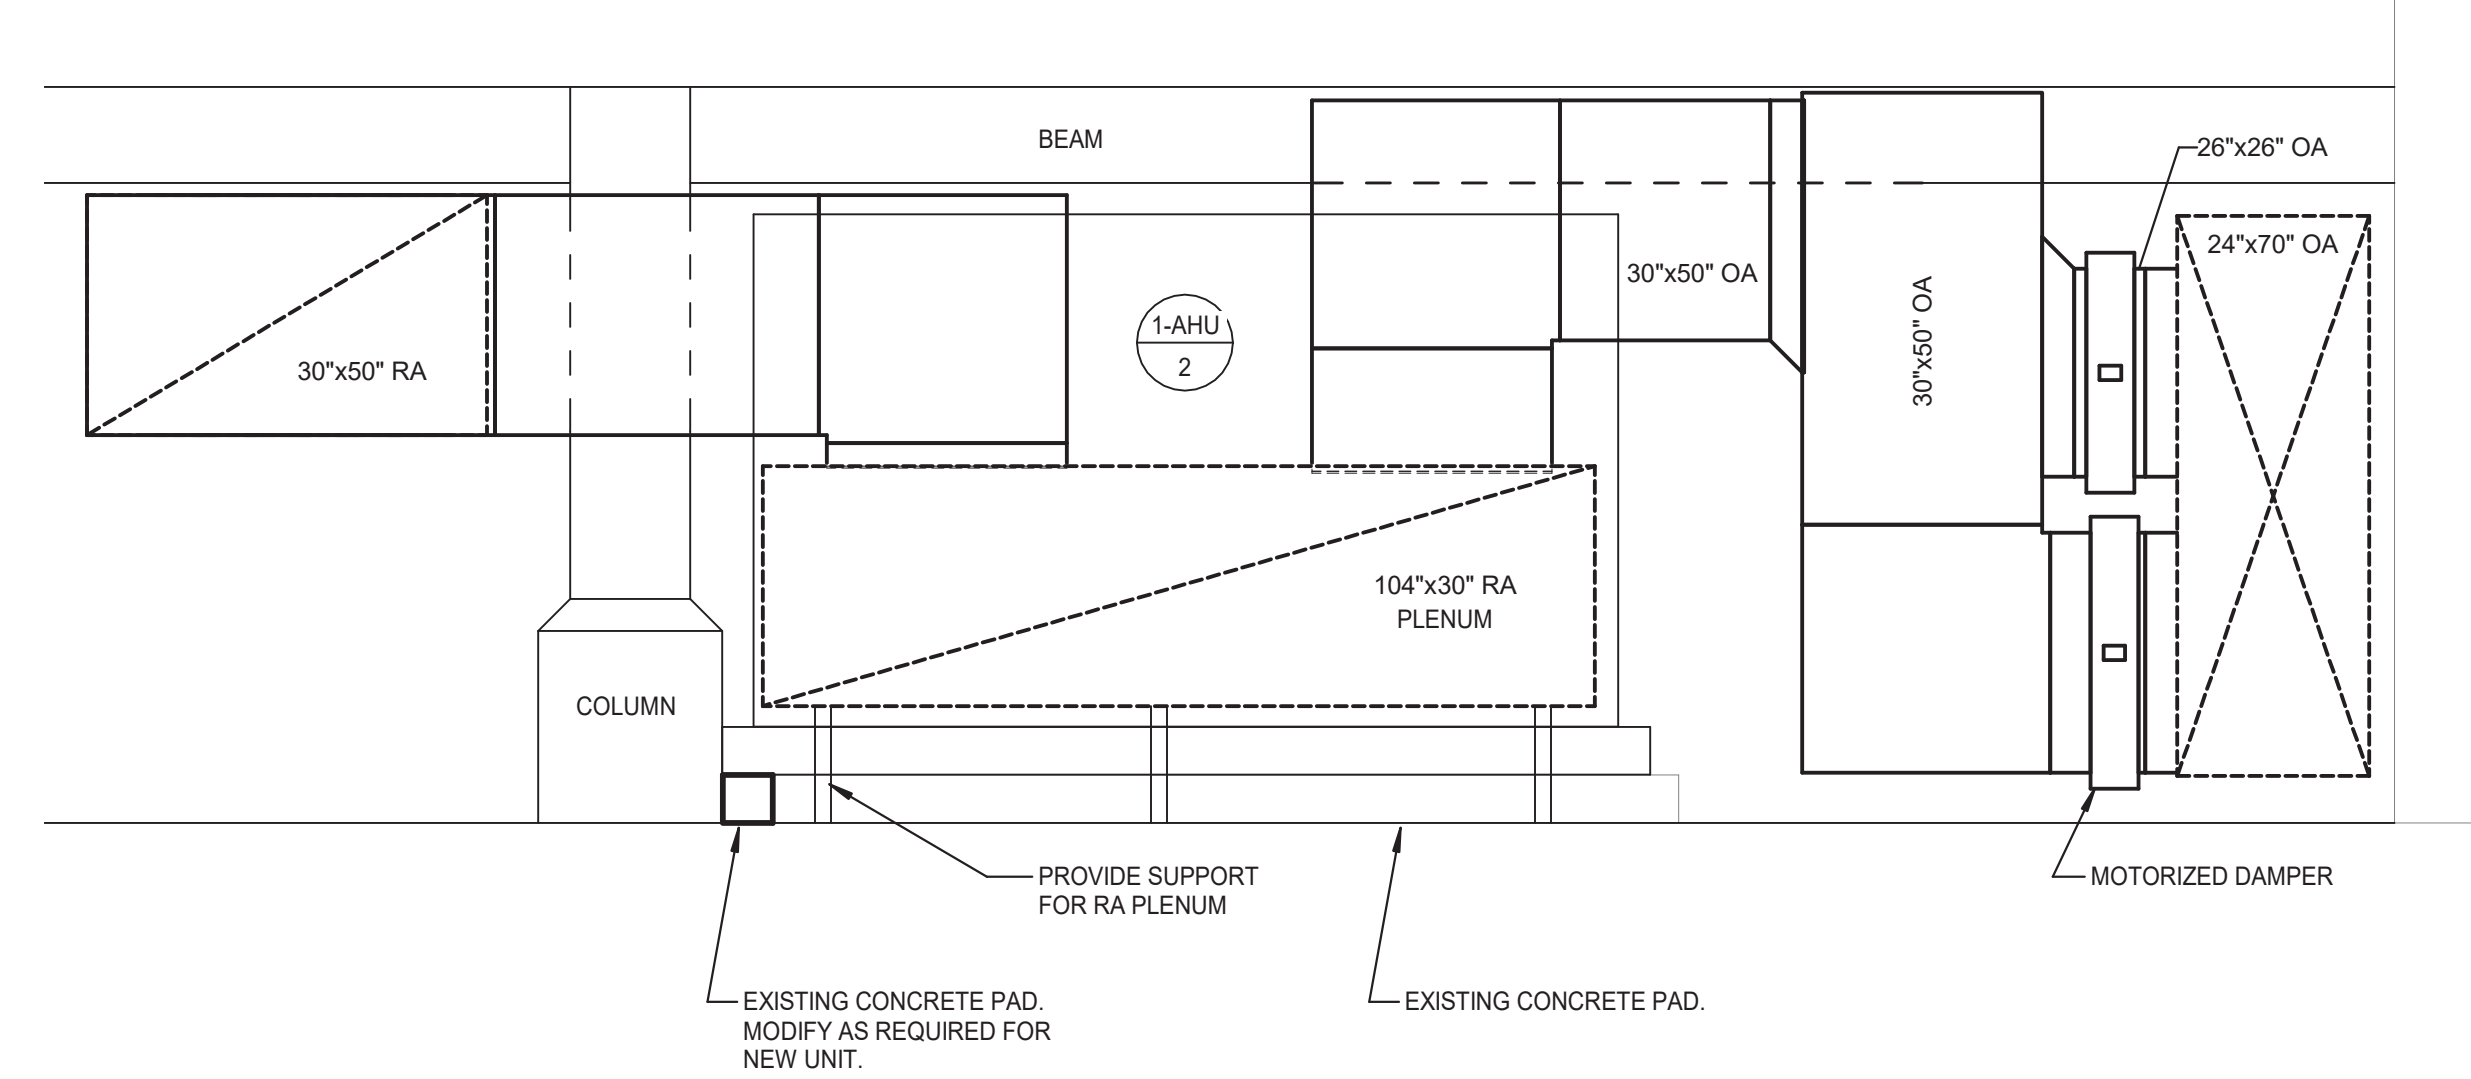 BEAM
26"x26" OA
24"x70" OA
30"x50" OA
30"x50" OA
1-AHU
2
30"x50" RA
104"x30" RA
PLENUM
COLUMN
PROVIDE SUPPORT
FOR RA PLENUM
MOTORIZED DAMPER
EXISTING CONCRETE PAD.
MODIFY AS REQUIRED FOR
NEW UNIT.
EXISTING CONCRETE PAD.